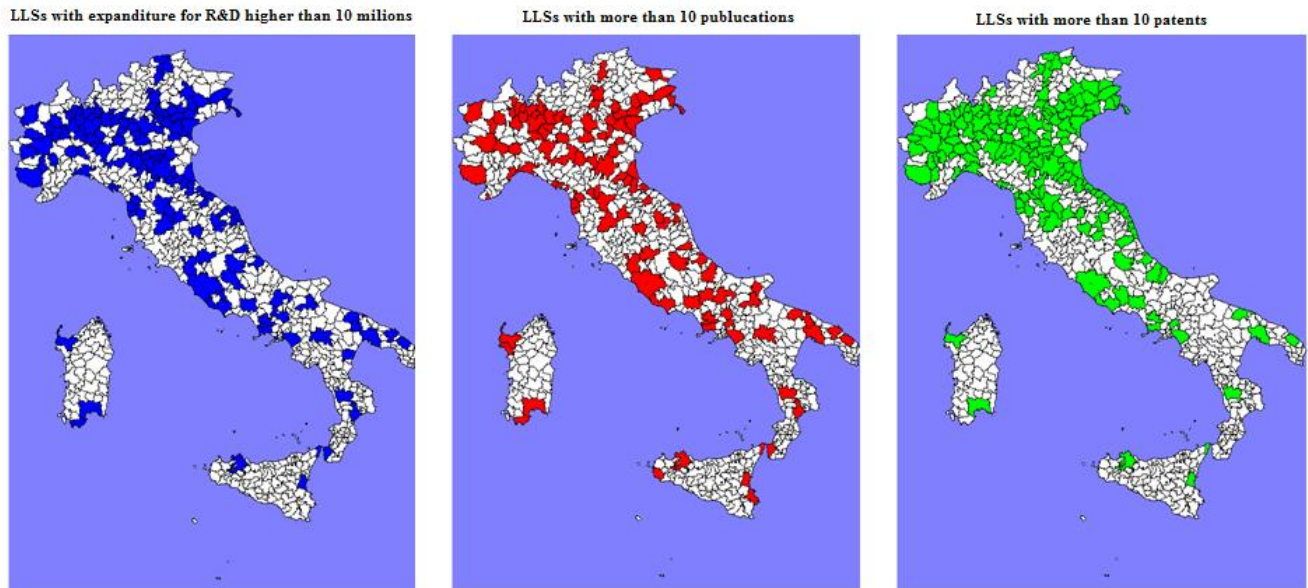 LLSs with expenditure for R&D higher than 10 milions
LLSs with more than 10 publucations
LLSs with more than 10 patents